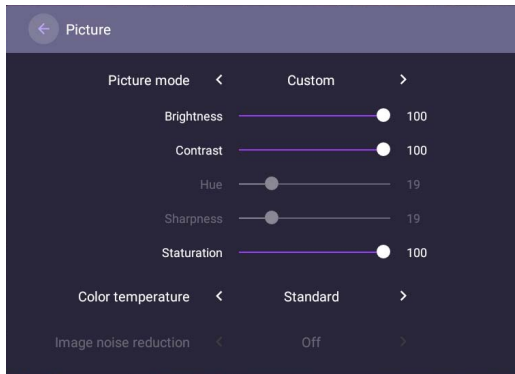 Picture
Picture mode < Custom >
Brightness 100
Contrast 100
Hue 19
Sharpness 19
Staturation 100
Color temperature < Standard >
Image noise reduction < Off >